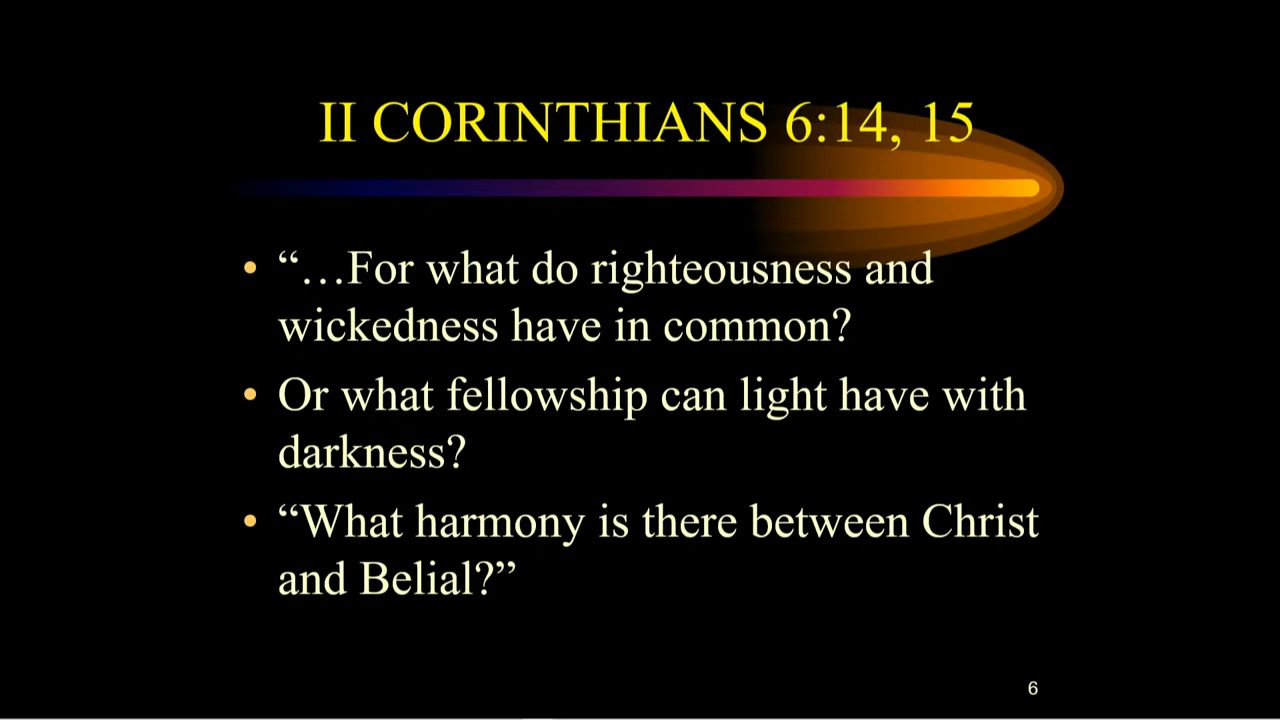 II CORINTHIANS 6:14, 15
• “…For what do righteousness and
wickedness have in common?
• Or what fellowship can light have with
darkness?
• “What harmony is there between Christ
and Belial?”
6